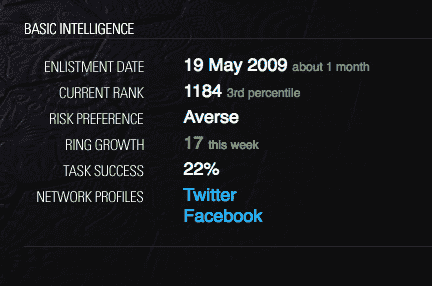 BASIC INTELLIGENCE
ENLISTMENT DATE 19 May 2009 about 1 month
CURRENT RANK 1184 3rd percentile
RISK PREFERENCE Averse
RING GROWTH 17 this week
TASK SUCCESS 22%
NETWORK PROFILES Twitter
Facebook